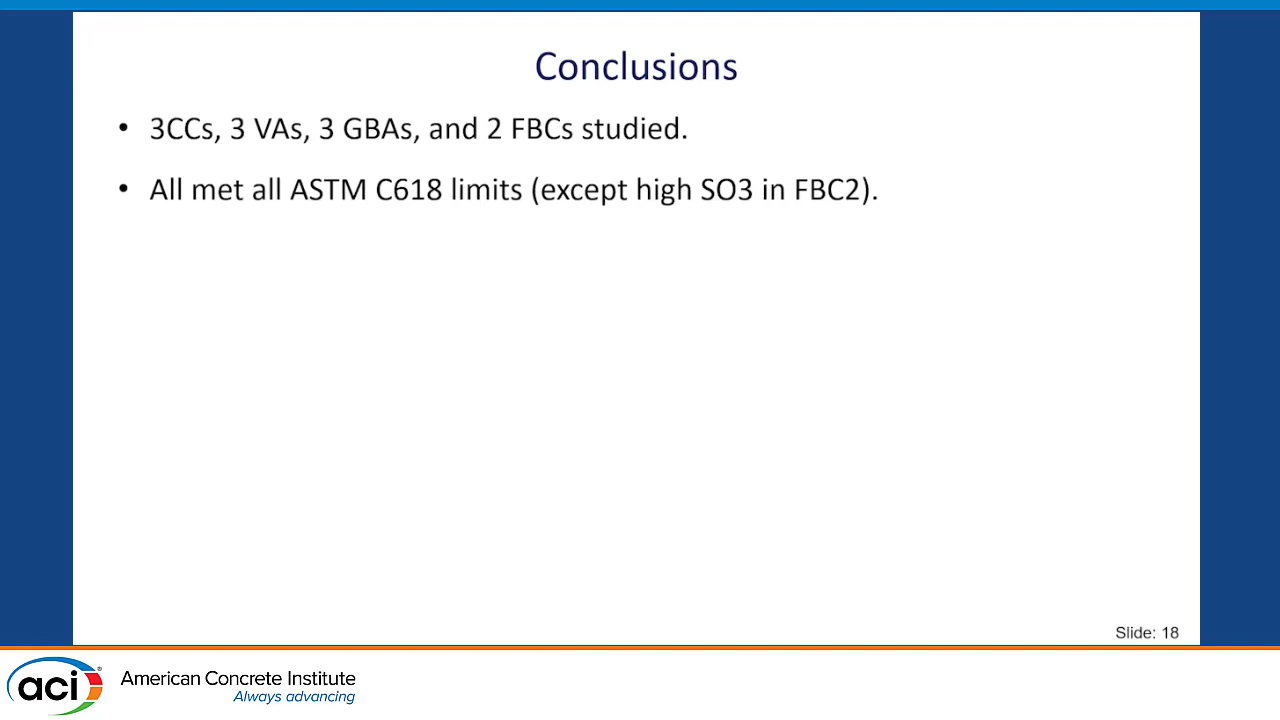 Conclusions
• 3CCs, 3 VAs, 3 GBAs, and 2 FBCs studied.
• All met all ASTM C618 limits (except high SO3 in FBC2).
Slide: 18
aci®
American Concrete Institute
Always advancing